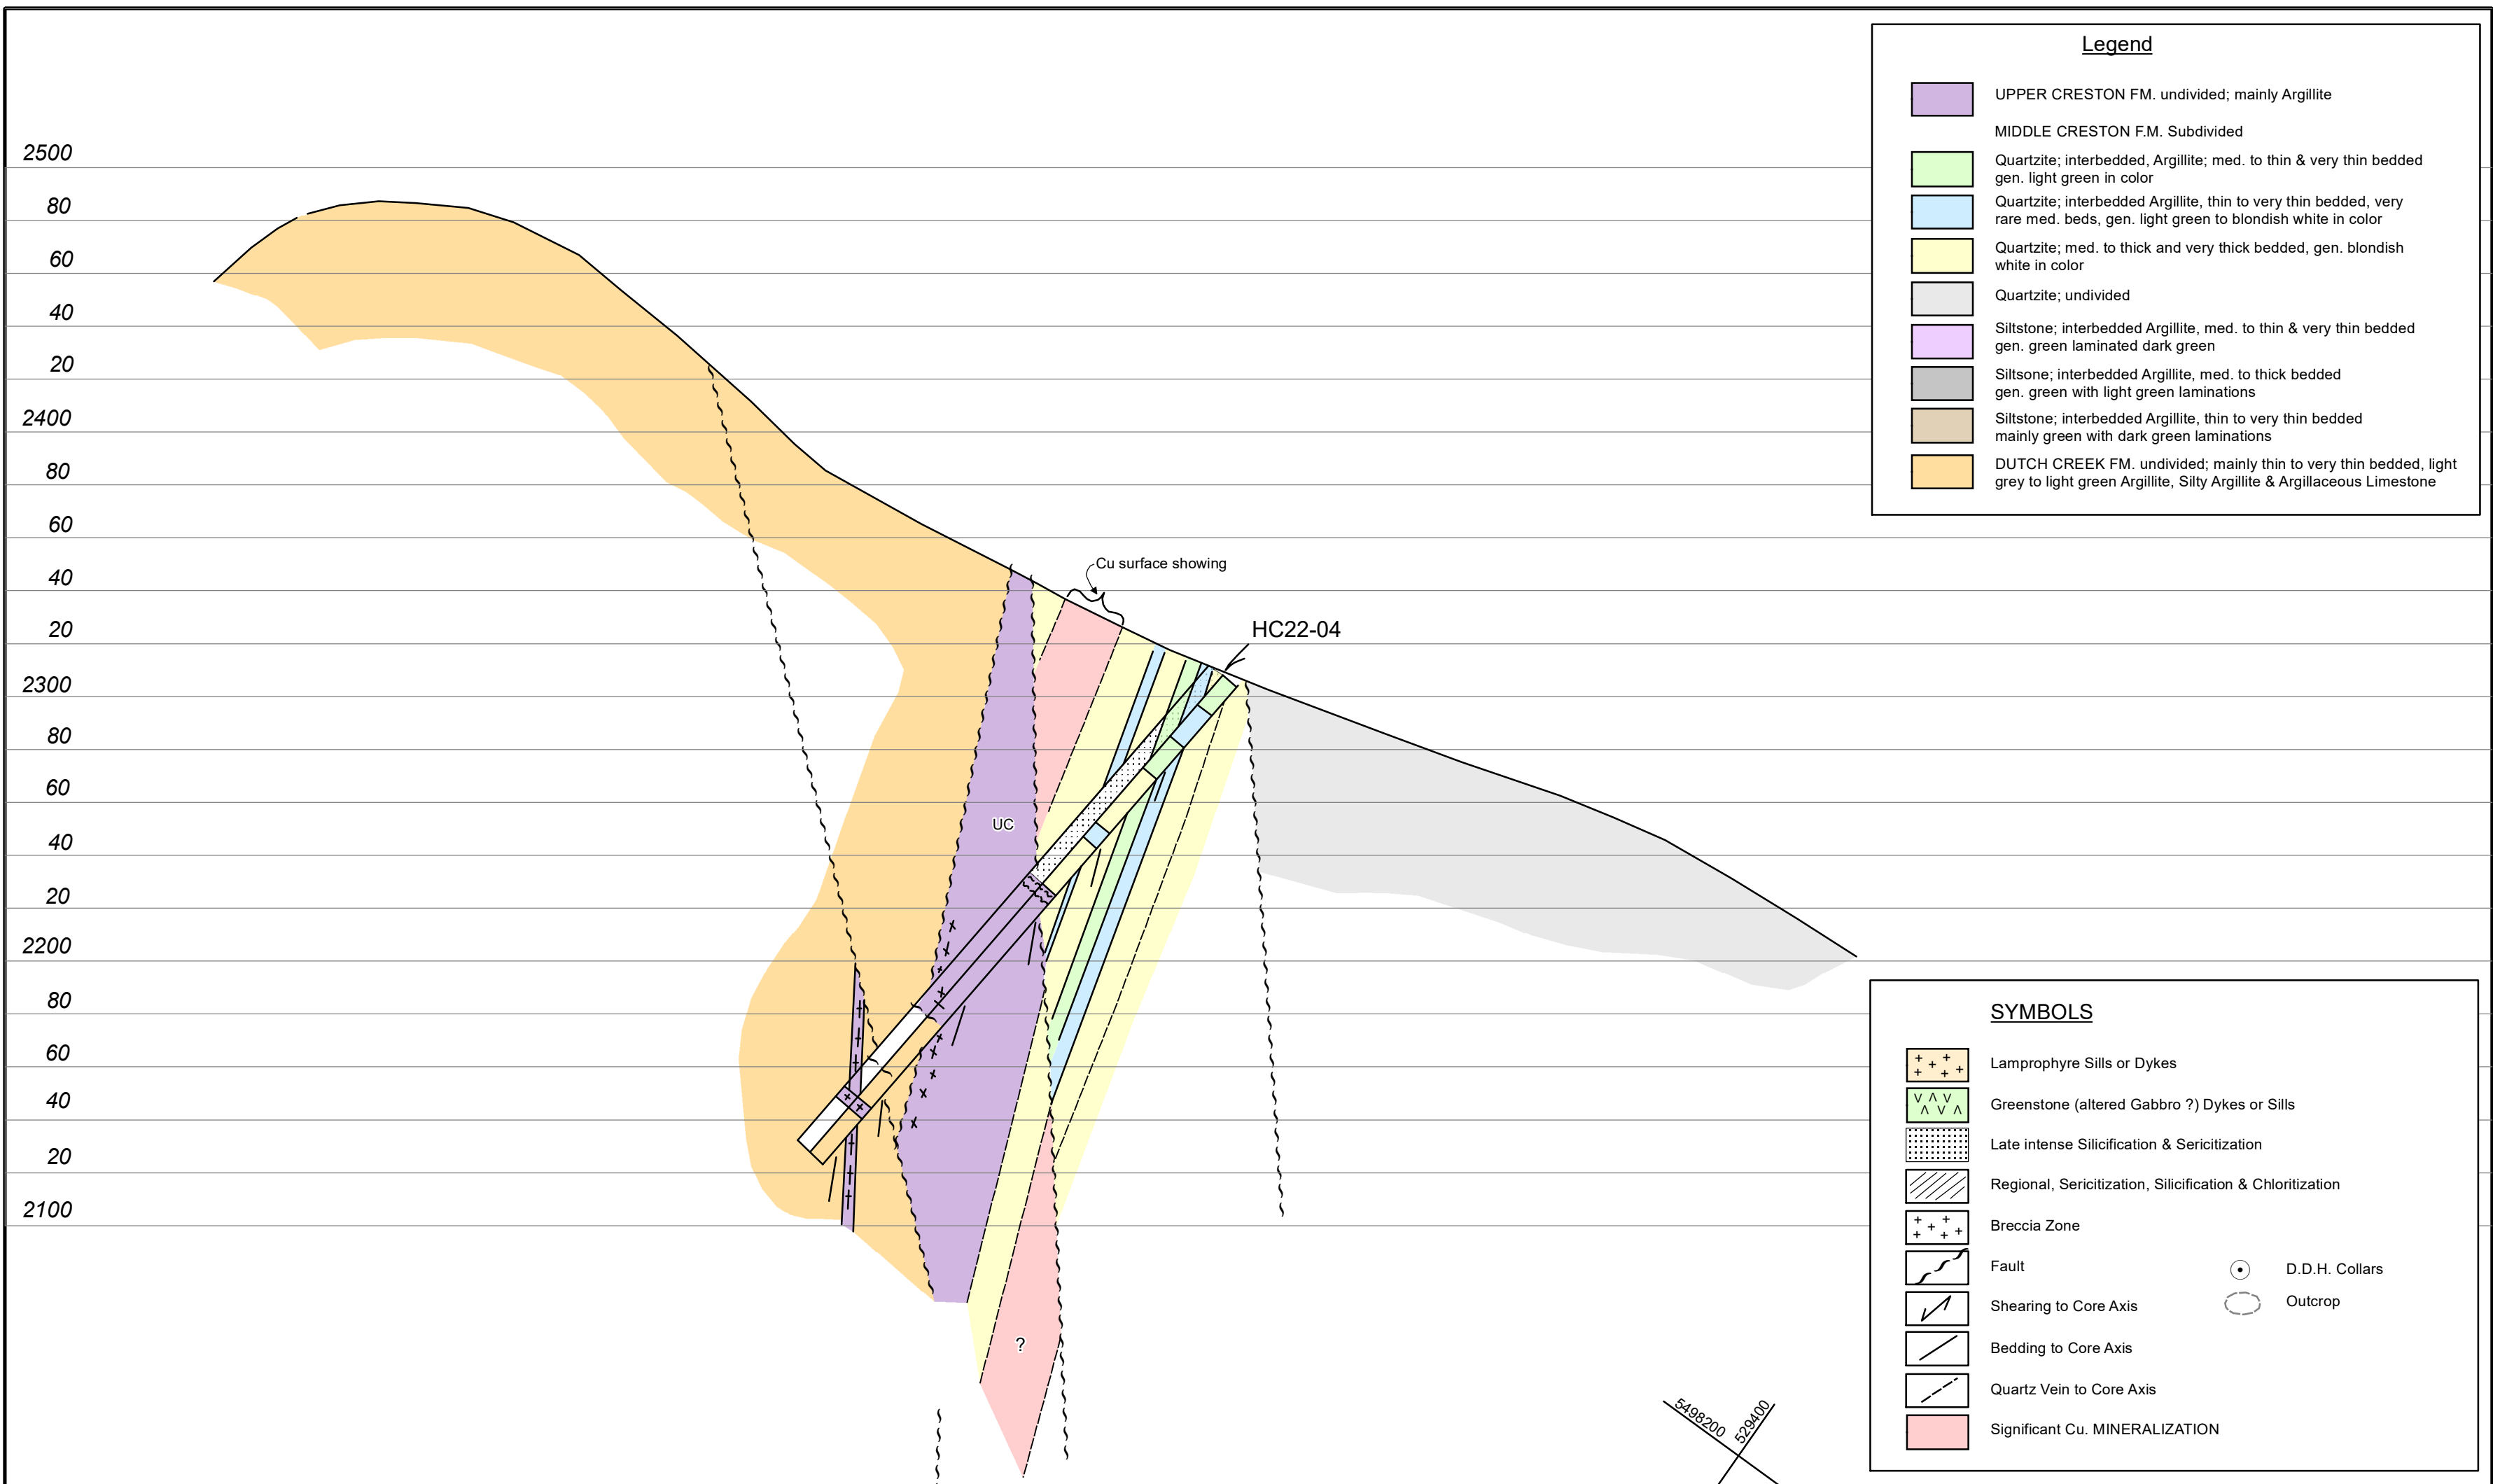 Legend
UPPER CRESTON FM. undivided; mainly Argillite
MIDDLE CRESTON F.M. Subdivided
Quartzite; interbedded, Argillite; med. to thin & very thin bedded
gen. light green in color
Quartzite; interbedded Argillite, thin to very thin bedded, very
rare med. beds, gen. light green to blondish white in color
Quartzite; med. to thick and very thick bedded, gen. blondish
white in color
Quartzite; undivided
Siltstone; interbedded Argillite, med. to thin & very thin bedded
gen. green laminated dark green
Siltsone; interbedded Argillite, med. to thick bedded
gen. green with light green laminations
Siltstone; interbedded Argillite, thin to very thin bedded
mainly green with dark green laminations
DUTCH CREEK FM. undivided; mainly thin to very thin bedded, light
grey to light green Argillite, Silty Argillite & Argillaceous Limestone
2500
80
60
40
20
2400
80
60
40
20
2300
80
60
40
20
2200
80
60
40
20
2100
Cu surface showing
HC22-04
UC
?
5498200
529400
SYMBOLS
Lamprophyre Sills or Dykes
Greenstone (altered Gabbro ?) Dykes or Sills
Late intense Silicification & Sericitization
Regional, Sericitization, Silicification & Chloritization
Breccia Zone
Fault
D.D.H. Collars
Shearing to Core Axis
Outcrop
Bedding to Core Axis
Quartz Vein to Core Axis
Significant Cu. MINERALIZATION